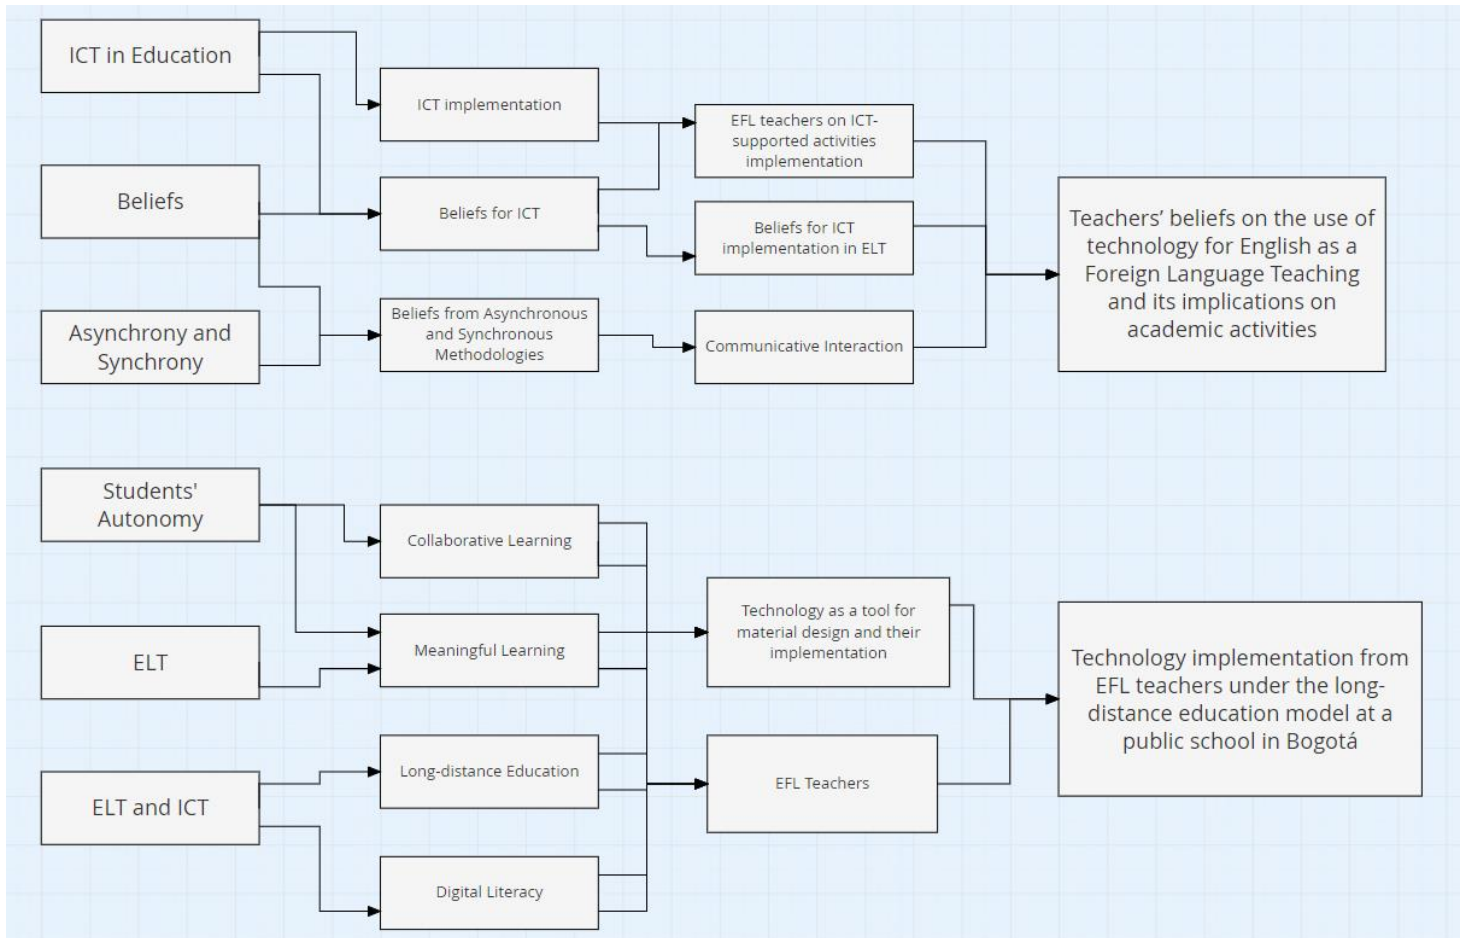 ICT in Education
Beliefs
Asynchrony and
Synchrony
ICT implementation
Beliefs for ICT
Beliefs from Asynchronous
and Synchronous
Methodologies
EFL teachers on ICT-
supported activities
implementation
Beliefs for ICT
implementation in ELT
Communicative Interaction
Teachers’ beliefs on the use of
technology for English as a
Foreign Language Teaching
and its implications on
academic activities
Students'
Autonomy
ELT
ELT and ICT
Collaborative Learning
Meaningful Learning
Long-distance Education
Digital Literacy
Technology as a tool for
material design and their
implementation
EFL Teachers
Technology implementation from
EFL teachers under the long-
distance education model at a
public school in Bogotá